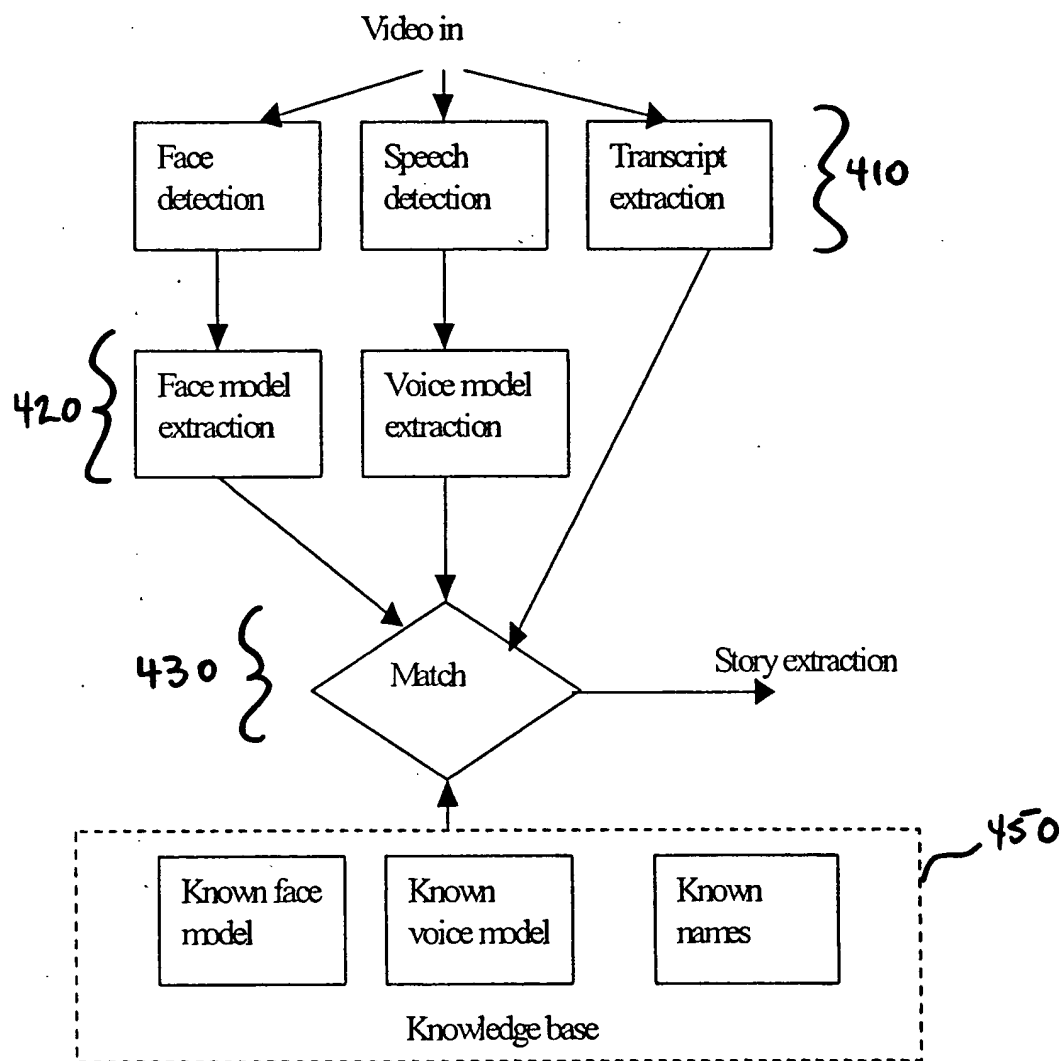 Video in
Face
detection
Speech
detection
Transcript
extraction
410
420
Face model
extraction
Voice model
extraction
430
Match
Story extraction
450
Known face
model
Known
voice model
Known
names
Knowledge base